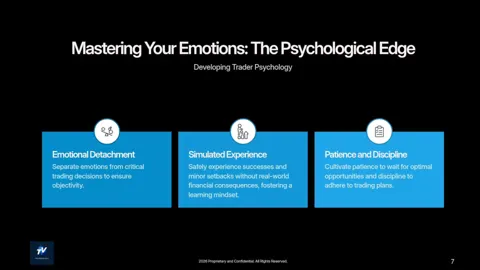 Mastering Your Emotions: The Psychological Edge
Developing Trader Psychology
Emotional Detachment
Separate emotions from critical
trading decisions to ensure
objectivity.
Simulated Experience
Safely experience successes and
minor setbacks without real-world
financial consequences, fostering a
learning mindset.
Patience and Discipline
Cultivate patience to wait for optimal
opportunities and discipline to
adhere to trading plans.
2026 Proprietary and Confidential. All Rights Reserved.
7